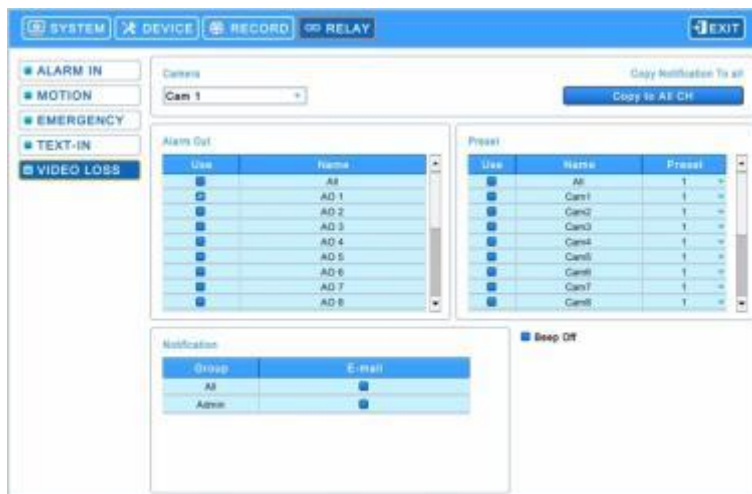 SYSTEM DEVICE RECORD RELAY EXIT
ALARM IN
MOTION
EMERGENCY
TEXT-IN
VIDEO LOSS
Camera Copy Notification To all
Cam 1 Copy to All CH
Alarm Out
Use Name
All
AO 1
AO 2
AO 3
AO 4
AO 5
AO 6
AO 7
AO 8
Preset
Use Name Preset
All 1
Cam1 1
Cam2 1
Cam3 1
Cam4 1
Cam5 1
Cam6 1
Cam7 1
Cam8 1
Notification
Group E-mail
All
Admin
Beep Off